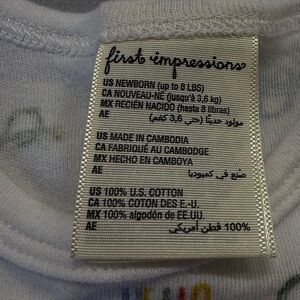 first impressions
US NEWBORN (up to 8 LBS)
CA NOUVEAU-NÉ (jusqu'à 3,6 kg)
MX RECIÉN NACIDO (hasta 8 libras)
AE مولود حديثًا (حتى 3,6 كغم)
US MADE IN CAMBODIA
CA FABRIQUÉ AU CAMBODGE
MX HECHO EN CAMBOYA
AE صنع في كمبوديا
US 100% U.S. COTTON
CA 100% COTON DES É.-U.
MX 100% algodón de EE.UU.
AE 100% قطن أمريكي